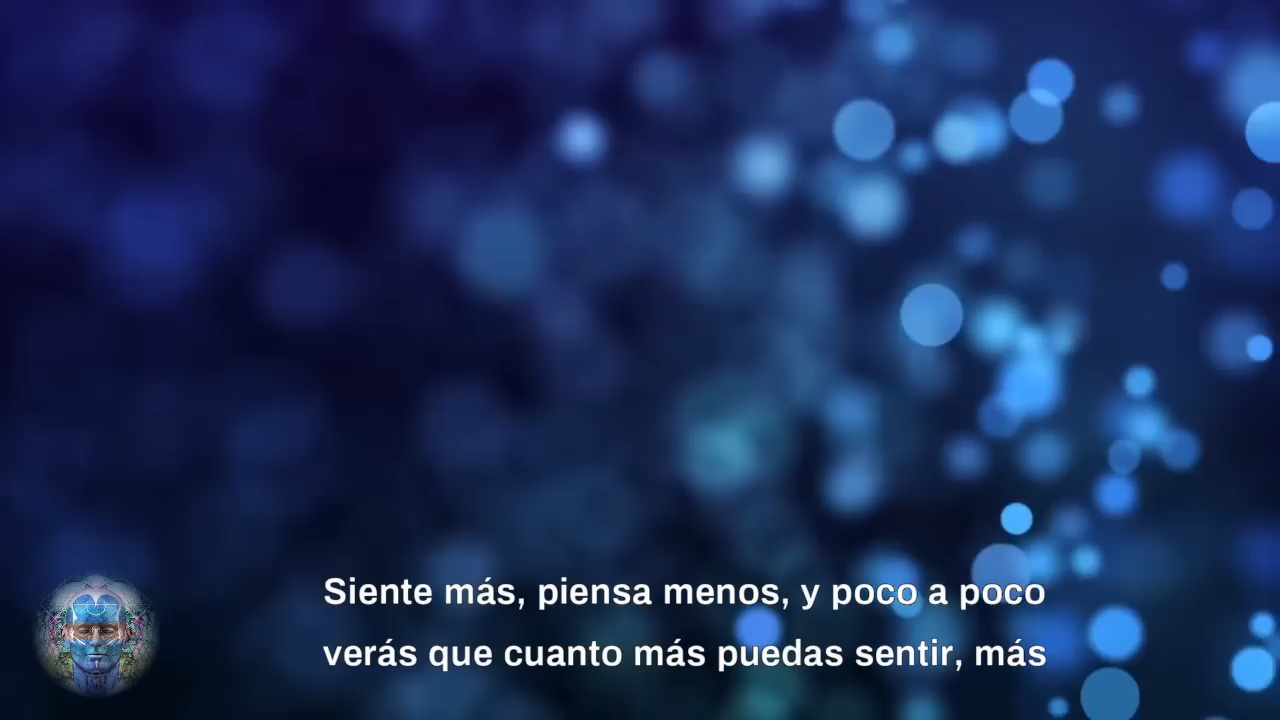 Siente más, piensa menos, y poco a poco
verás que cuanto más puedas sentir, más